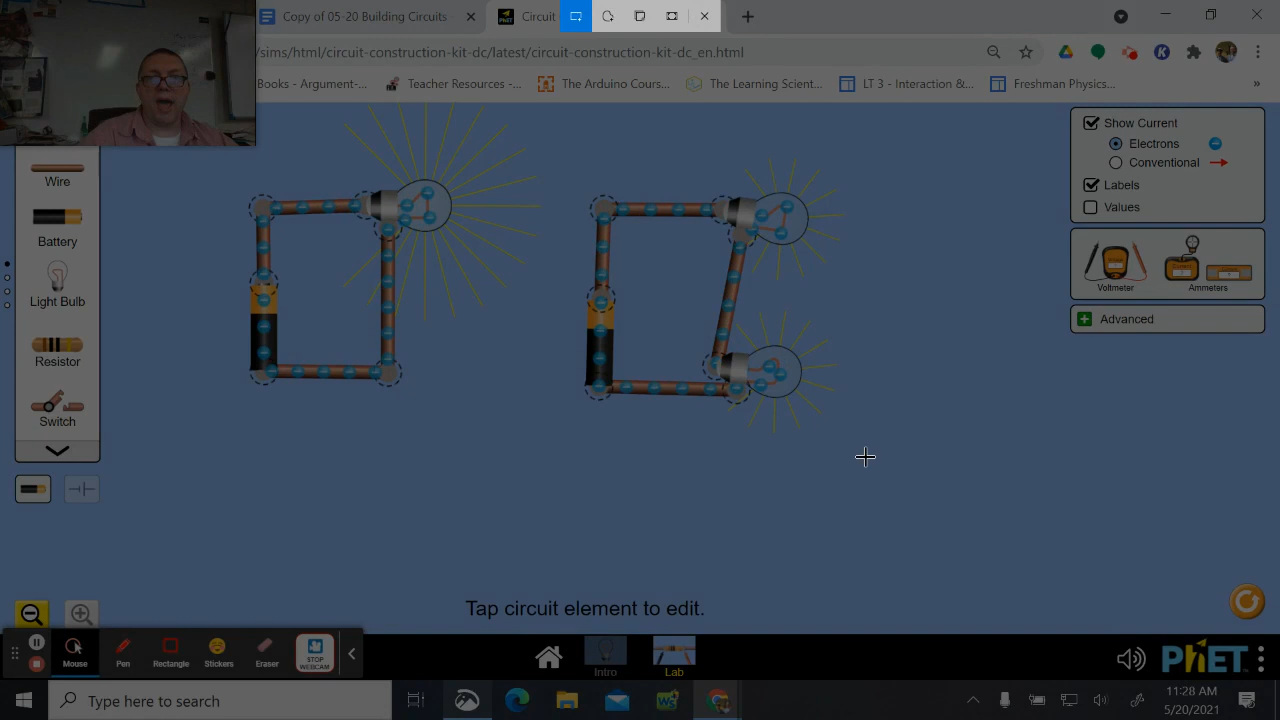 Copy of 05-20 Building Circuits
Circuit
/sims/html/circuit-construction-kit-dc/latest/circuit-construction-kit-dc_en.html
Books - Argument-...
Teacher Resources -...
The Arduino Cours...
The Learning Scient...
LT 3 - Interaction &...
Freshman Physics...
»
Wire
Battery
Light Bulb
Resistor
Switch
Show Current
Electrons
Conventional
Labels
Values
Voltmeter
Ammeters
Advanced
Tap circuit element to edit.
Mouse
Pen
Rectangle
Stickers
Eraser
STOP
WEBCAM
Intro
Lab
PhET
Type here to search
11:28 AM
5/20/2021